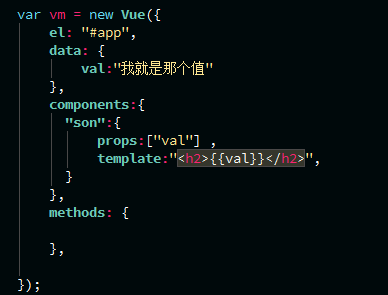 var vm = new Vue({
el: "#app",
data: {
val:"我就是那个值"
},
components:{
"son":{
props:["val"] ,
template:"<h2>{{val}}</h2>",
}
},
methods: {
},
});